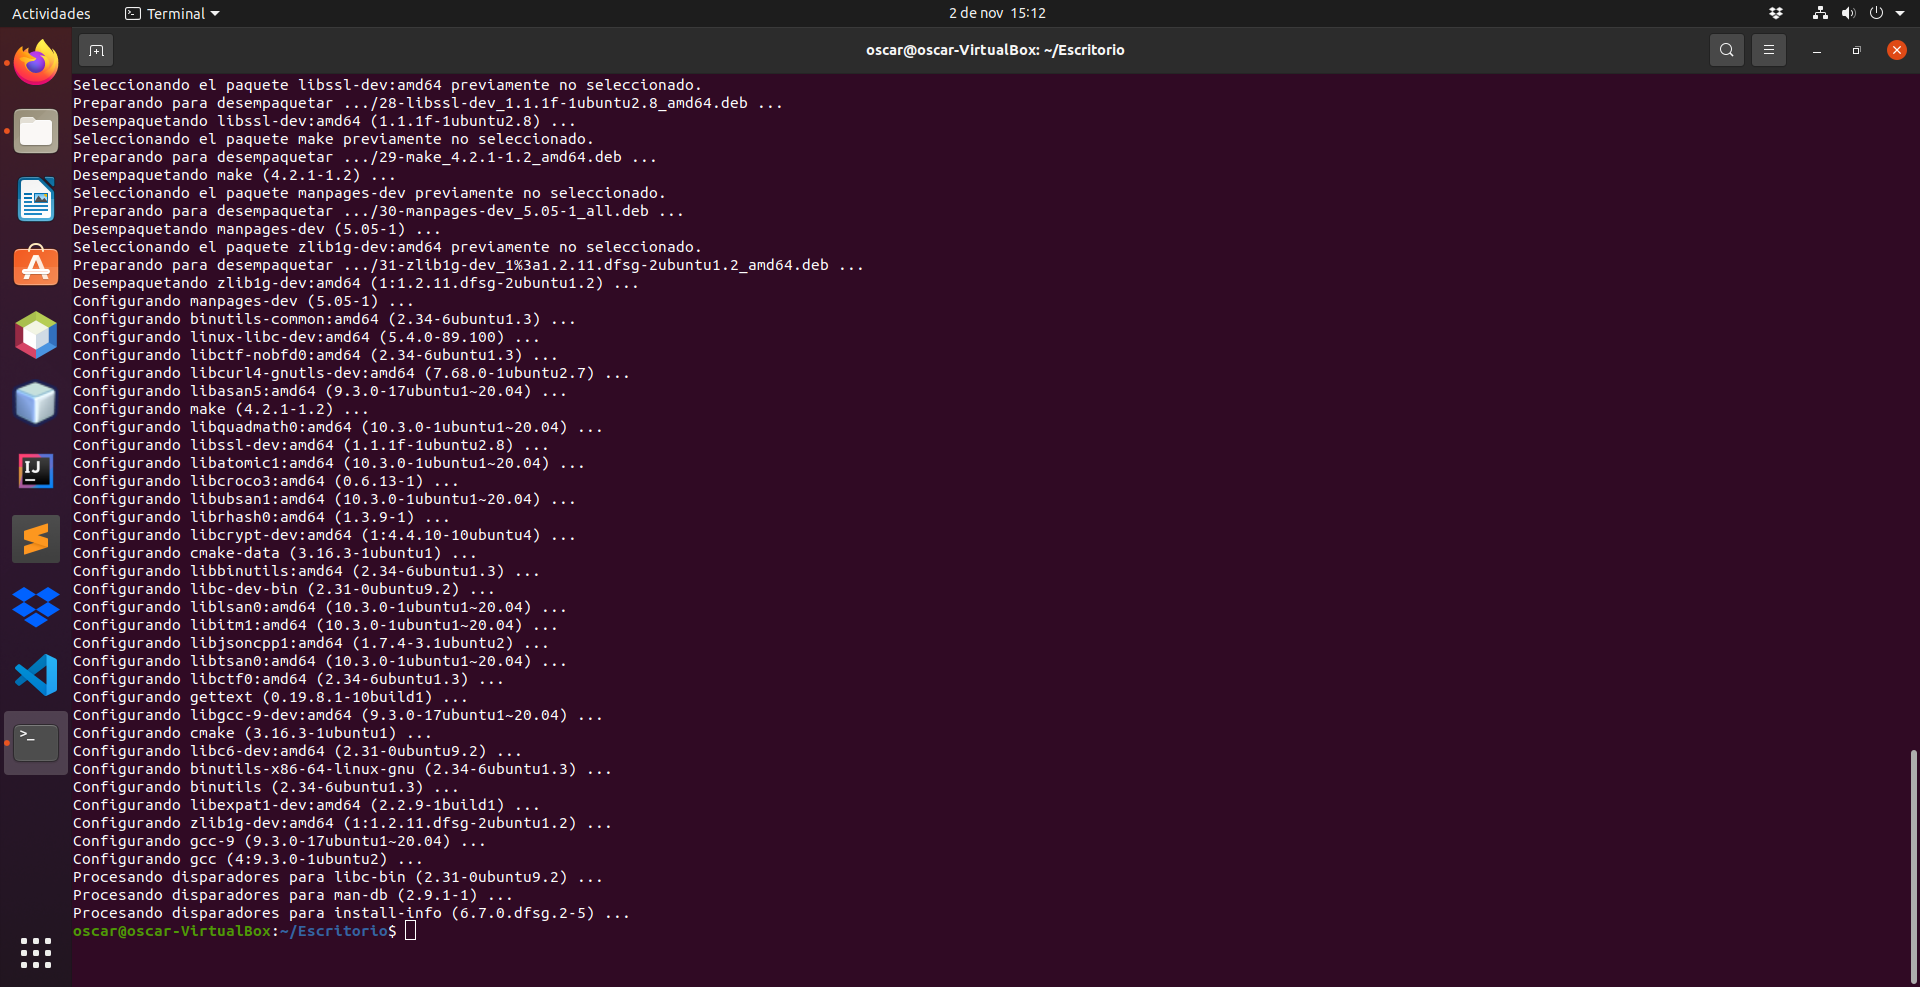 Actividades
Terminal
2 de nov 15:12
oscar@oscar-VirtualBox: ~/Escritorio
Seleccionando el paquete libssl-dev:amd64 previamente no seleccionado.
Preparando para desempaquetar .../28-libssl-dev_1.1.1f-1ubuntu2.8_amd64.deb ...
Desempaquetando libssl-dev:amd64 (1.1.1f-1ubuntu2.8) ...
Seleccionando el paquete make previamente no seleccionado.
Preparando para desempaquetar .../29-make_4.2.1-1.2_amd64.deb ...
Desempaquetando make (4.2.1-1.2) ...
Seleccionando el paquete manpages-dev previamente no seleccionado.
Preparando para desempaquetar .../30-manpages-dev_5.05-1_all.deb ...
Desempaquetando manpages-dev (5.05-1) ...
Seleccionando el paquete zlib1g-dev:amd64 previamente no seleccionado.
Preparando para desempaquetar .../31-zlib1g-dev_1%3a1.2.11.dfsg-2ubuntu1.2_amd64.deb ...
Desempaquetando zlib1g-dev:amd64 (1:1.2.11.dfsg-2ubuntu1.2) ...
Configurando manpages-dev (5.05-1) ...
Configurando binutils-common:amd64 (2.34-6ubuntu1.3) ...
Configurando linux-libc-dev:amd64 (5.4.0-89.100) ...
Configurando libctf-nobfd0:amd64 (2.34-6ubuntu1.3) ...
Configurando libcurl4-gnutls-dev:amd64 (7.68.0-1ubuntu2.7) ...
Configurando libasan5:amd64 (9.3.0-17ubuntu1~20.04) ...
Configurando make (4.2.1-1.2) ...
Configurando libquadmath0:amd64 (10.3.0-1ubuntu1~20.04) ...
Configurando libssl-dev:amd64 (1.1.1f-1ubuntu2.8) ...
Configurando libatomic1:amd64 (10.3.0-1ubuntu1~20.04) ...
Configurando libcroco3:amd64 (0.6.13-1) ...
Configurando libubsan1:amd64 (10.3.0-1ubuntu1~20.04) ...
Configurando librhash0:amd64 (1.3.9-1) ...
Configurando libcrypt-dev:amd64 (1:4.4.10-10ubuntu4) ...
Configurando cmake-data (3.16.3-1ubuntu1) ...
Configurando libbinutils:amd64 (2.34-6ubuntu1.3) ...
Configurando libc-dev-bin (2.31-0ubuntu9.2) ...
Configurando liblsan0:amd64 (10.3.0-1ubuntu1~20.04) ...
Configurando libitm1:amd64 (10.3.0-1ubuntu1~20.04) ...
Configurando libjsoncpp1:amd64 (1.7.4-3.1ubuntu2) ...
Configurando libtsan0:amd64 (10.3.0-1ubuntu1~20.04) ...
Configurando libctf0:amd64 (2.34-6ubuntu1.3) ...
Configurando gettext (0.19.8.1-10build1) ...
Configurando libgcc-9-dev:amd64 (9.3.0-17ubuntu1~20.04) ...
Configurando cmake (3.16.3-1ubuntu1) ...
Configurando libc6-dev:amd64 (2.31-0ubuntu9.2) ...
Configurando binutils-x86-64-linux-gnu (2.34-6ubuntu1.3) ...
Configurando binutils (2.34-6ubuntu1.3) ...
Configurando libexpat1-dev:amd64 (2.2.9-1build1) ...
Configurando zlib1g-dev:amd64 (1:1.2.11.dfsg-2ubuntu1.2) ...
Configurando gcc-9 (9.3.0-17ubuntu1~20.04) ...
Configurando gcc (4:9.3.0-1ubuntu2) ...
Procesando disparadores para libc-bin (2.31-0ubuntu9.2) ...
Procesando disparadores para man-db (2.9.1-1) ...
Procesando disparadores para install-info (6.7.0.dfsg.2-5) ...
oscar@oscar-VirtualBox:~/Escritorio$
IJ
>_